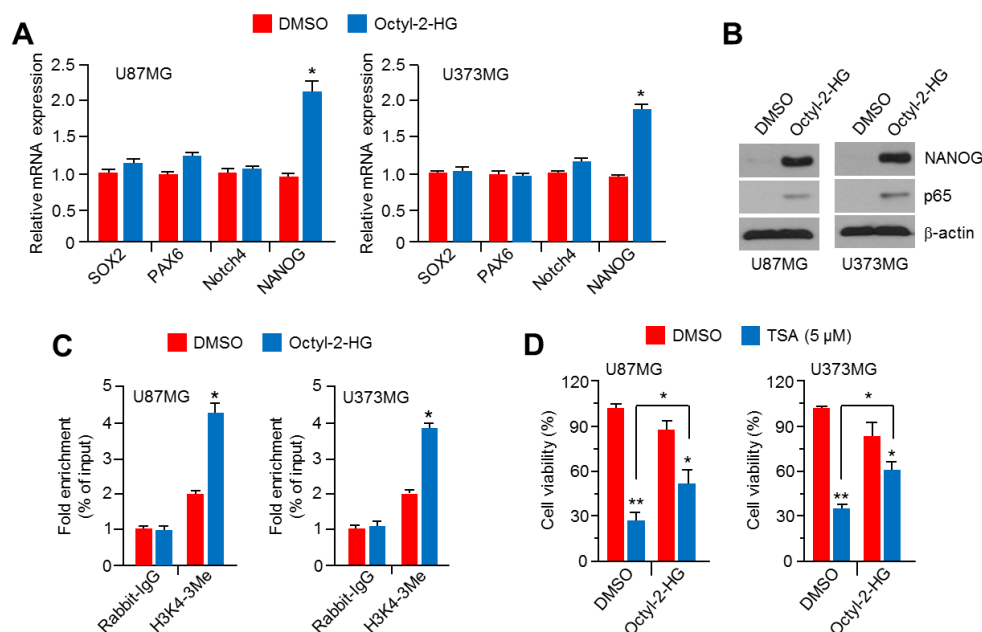 A
DMSO Octyl-2-HG
Relative mRNA expression
2.5
2.0
1.5
1.0
0.5
0
U87MG
*
SOX2
PAX6
Notch4
NANOG
Relative mRNA expression
2.5
2.0
1.5
1.0
0.5
0
U373MG
*
SOX2
PAX6
Notch4
NANOG
B
DMSO
Octyl-2-HG
DMSO
Octyl-2-HG
NANOG
p65
β-actin
U87MG U373MG
C
DMSO Octyl-2-HG
Fold enrichment
(% of input)
5
4
3
2
1
0
U87MG
*
Rabbit-IgG
H3K4-3Me
Fold enrichment
(% of input)
5
4
3
2
1
0
U373MG
*
Rabbit-IgG
H3K4-3Me
D
DMSO TSA (5 µM)
Cell viability (%)
120
90
60
30
0
U87MG
*
**
*
DMSO
Octyl-2-HG
Cell viability (%)
120
90
60
30
0
U373MG
*
**
*
DMSO
Octyl-2-HG